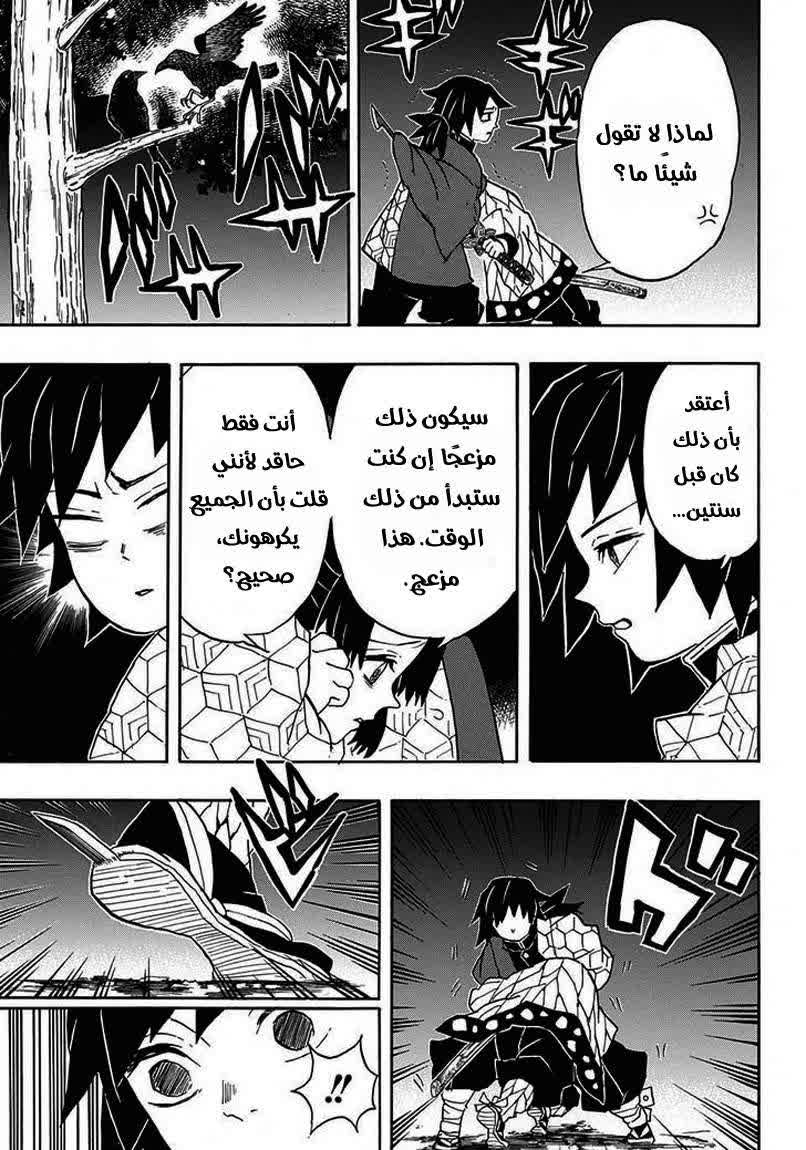 لماذا لا تقول
شيئًا ما؟
أعتقد
بأن ذلك
كان قبل
سنتين...
سيكون ذلك
مزعجًا إن كنت
ستبدأ من ذلك
الوقت. هذا
مزعج.
أنت فقط
حاقد لأنني
قلت بأن الجميع
يكرهونك،
صحيح؟
ド
!!